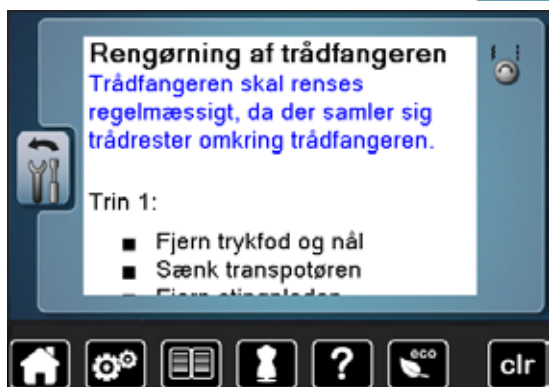 Rengørning af trådfangeren
Trådfangeren skal renses
regelmæssigt, da der samler sig
trådrester omkring trådfangeren.
Trin 1:
■ Fjern trykfod og nål
■ Sænk transpotøren
eco
?
clr